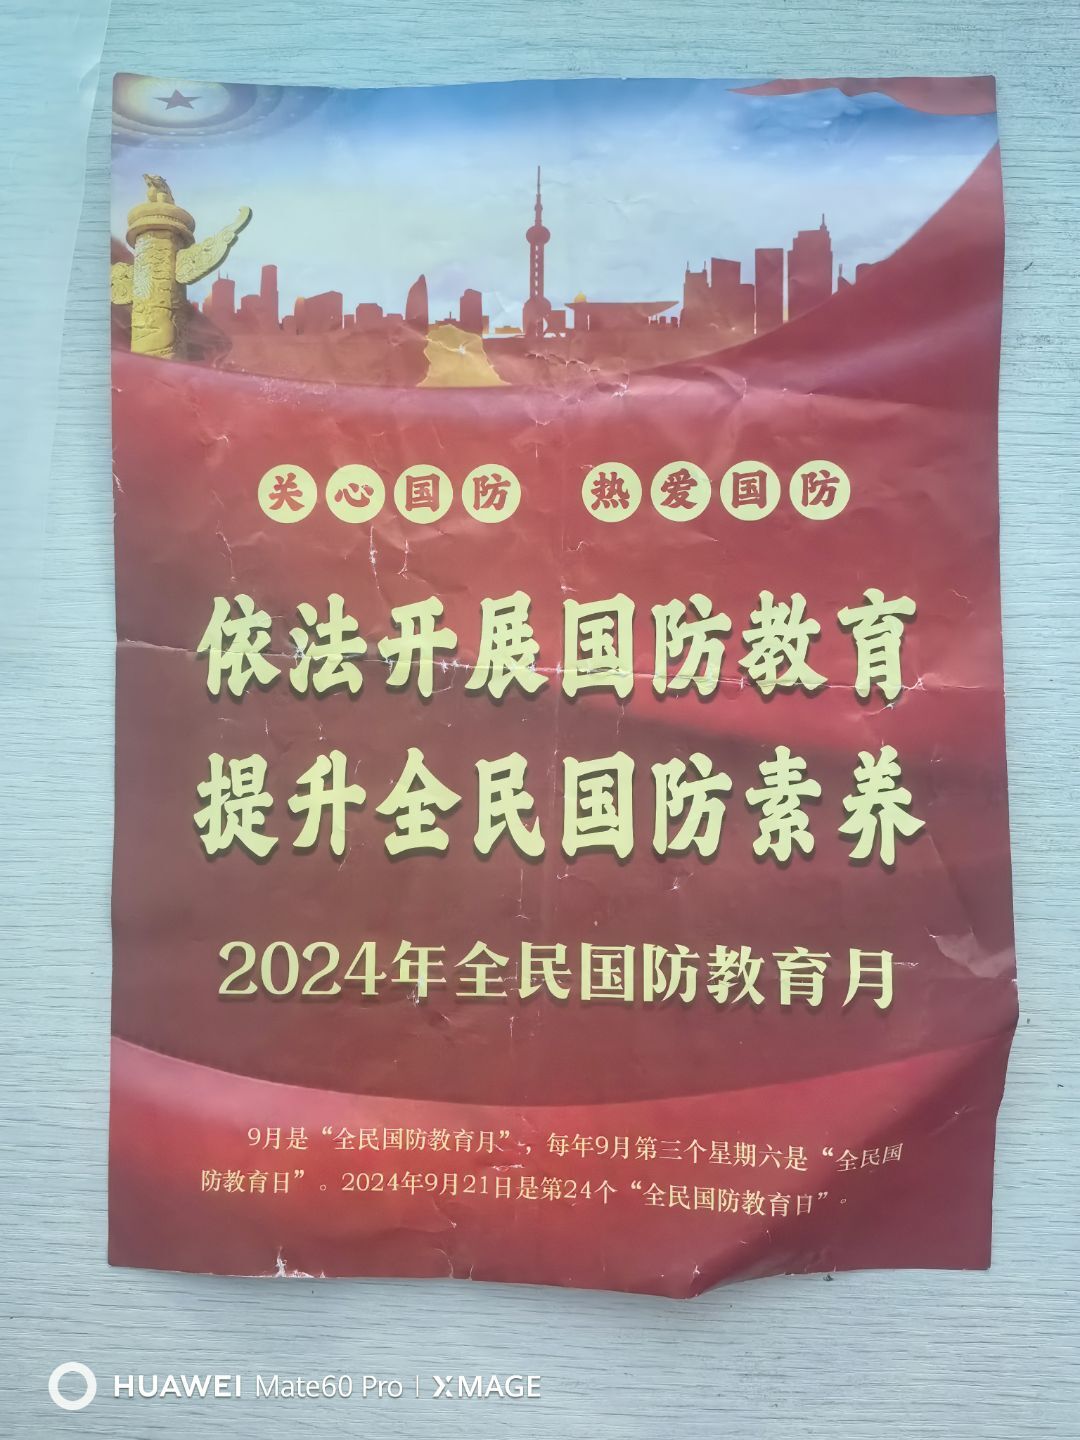 关心国防 热爱国防
依法开展国防教育
提升全民国防素养
2024年全民国防教育月
9月是“全民国防教育月”，每年9月第三个星期六是“全民国
防教育日”。2024年9月21日是第24个“全民国防教育日”。
HUAWEI Mate60 Pro | XMAGE